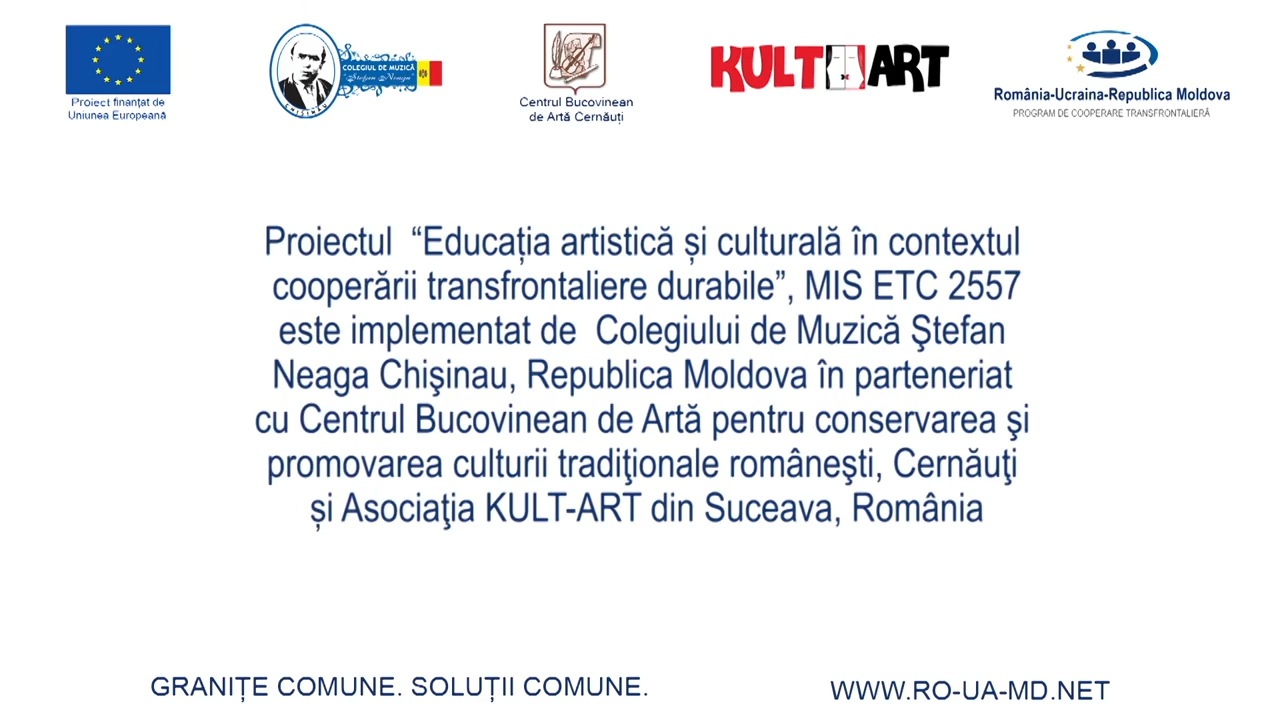 Proiect finanțat de
Uniunea Europeană
COLEGIUL DE MUZICĂ
"Ștefan Neaga"
CHIȘINĂU
Centrul Bucovinean
de Artă Cernăuți
KULT ART
România-Ucraina-Republica Moldova
PROGRAM DE COOPERARE TRANSFRONTALIERĂ
Proiectul “Educația artistică și culturală în contextul
cooperării transfrontaliere durabile”, MIS ETC 2557
este implementat de Colegiului de Muzică Ştefan
Neaga Chişinau, Republica Moldova în parteneriat
cu Centrul Bucovinean de Artă pentru conservarea şi
promovarea culturii tradiţionale româneşti, Cernăuţi
și Asociaţia KULT-ART din Suceava, România
GRANIȚE COMUNE. SOLUȚII COMUNE.
WWW.RO-UA-MD.NET